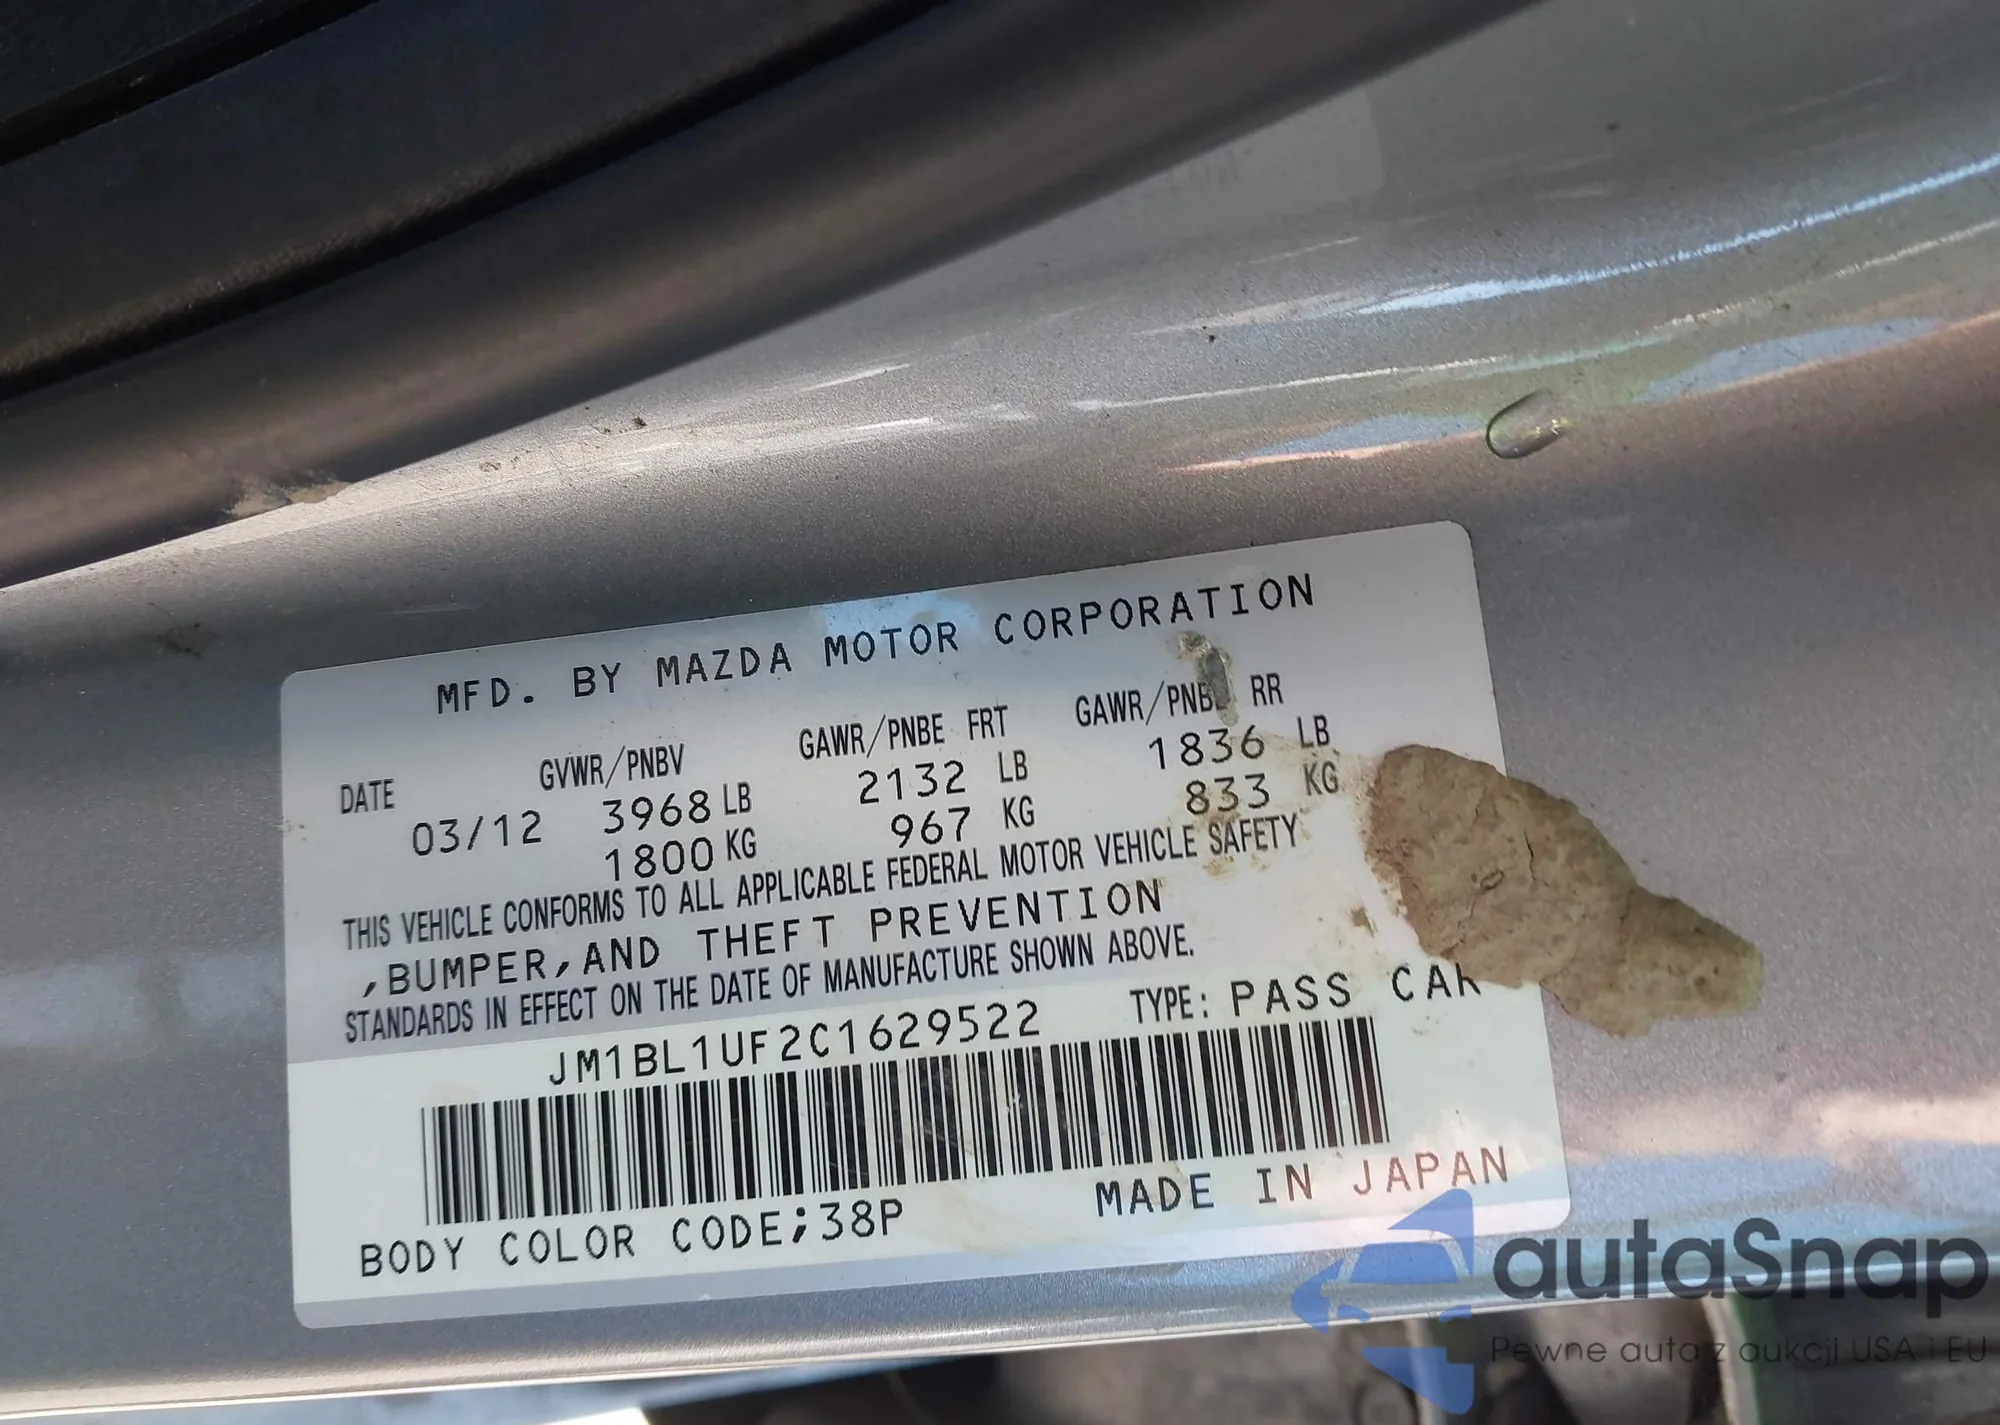 MFD. BY MAZDA MOTOR CORPORATION
DATE GVWR/PNBV GAWR/PNBE FRT GAWR/PNBE RR
03/12 3968 LB 2132 LB 1836 LB
1800 KG 967 KG 833 KG
THIS VEHICLE CONFORMS TO ALL APPLICABLE FEDERAL MOTOR VEHICLE SAFETY
,BUMPER,AND THEFT PREVENTION
STANDARDS IN EFFECT ON THE DATE OF MANUFACTURE SHOWN ABOVE.
JM1BL1UF2C1629522 TYPE: PASS CAR
BODY COLOR CODE;38P MADE IN JAPAN
autaSnap
Pewne auta z aukcji USA i EU